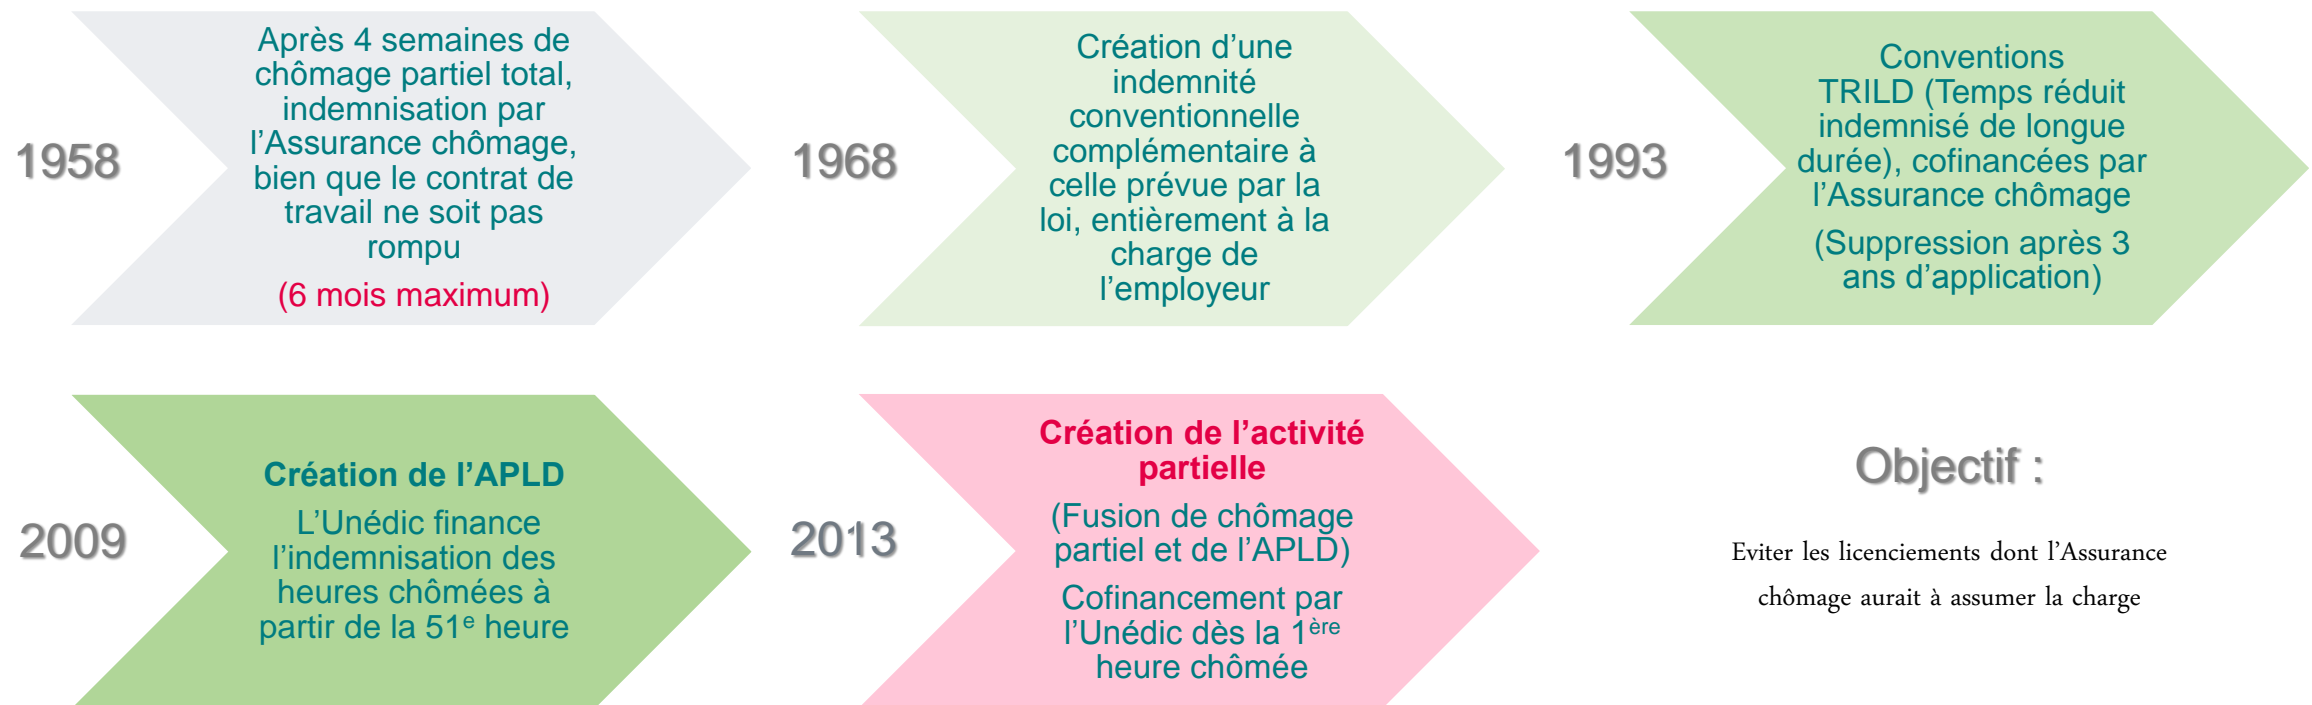 1958
Après 4 semaines de
chômage partiel total,
indemnisation par
l’Assurance chômage,
bien que le contrat de
travail ne soit pas
rompu
(6 mois maximum)
1968
Création d’une
indemnité
conventionnelle
complémentaire à
celle prévue par la
loi, entièrement à la
charge de
l’employeur
1993
Conventions
TRILD (Temps réduit
indemnisé de longue
durée), cofinancées par
l’Assurance chômage
(Suppression après 3
ans d’application)
2009
Création de l’APLD
L’Unédic finance
l’indemnisation des
heures chômées à
partir de la 51e heure
2013
Création de l’activité
partielle
(Fusion de chômage
partiel et de l’APLD)
Cofinancement par
l’Unédic dès la 1ère
heure chômée
Objectif :
Eviter les licenciements dont l’Assurance
chômage aurait à assumer la charge